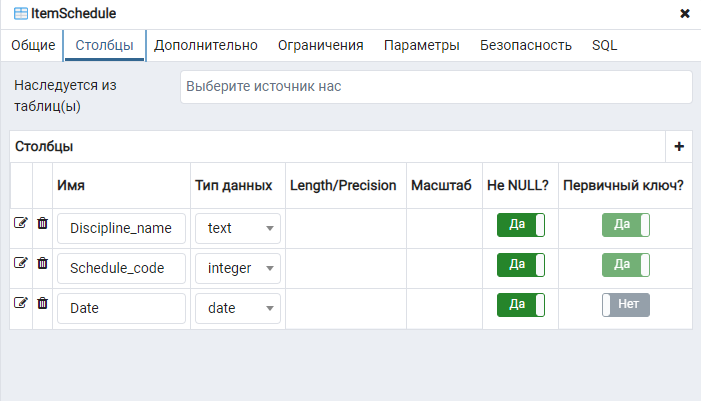 ItemSchedule
Общие Столбцы Дополнительно Ограничения Параметры Безопасность SQL
Наследуется из
таблиц(ы)
Выберите источник нас
Столбцы
Имя Тип данных Length/Precision Масштаб Не NULL? Первичный ключ?
Discipline_name text Да Да
Schedule_code integer Да Да
Date date Да Нет